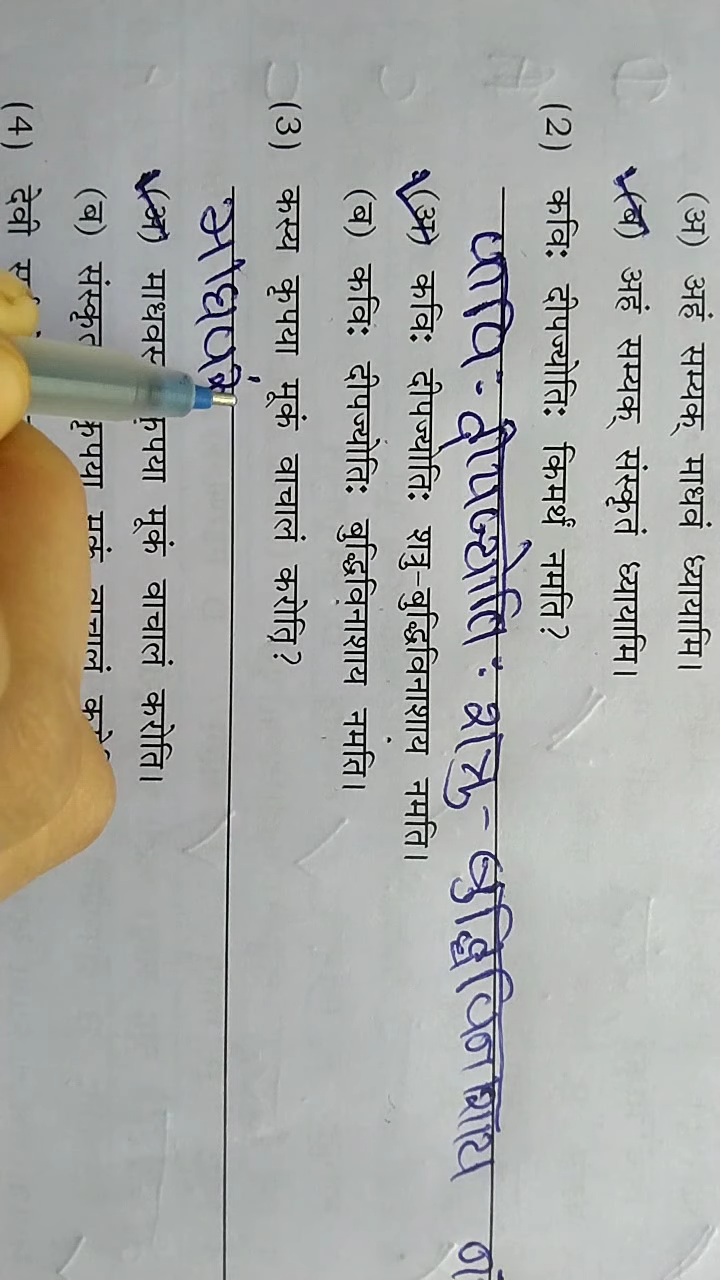 (अ) अहं सम्यक् माधवं ध्यायामि।
(ब) अहं सम्यक् संस्कृतं ध्यायामि।
(2) कविः दीपज्योतिः किमर्थं नमति?
कविः दीपज्योतिः शत्रु-बुद्धिविनशाय
(अ) कविः दीपज्योतिः शत्रु-बुद्धिविनाशाय नमति।
(ब) कविः दीपज्योतिः बुद्धिविनाशाय नमति।
(3) कस्य कृपया मूकं वाचालं करोति?
(अ) कृपया मूकं वाचालं करोति।
(ब) कृपया मूकं वाचालं
(4) देवी